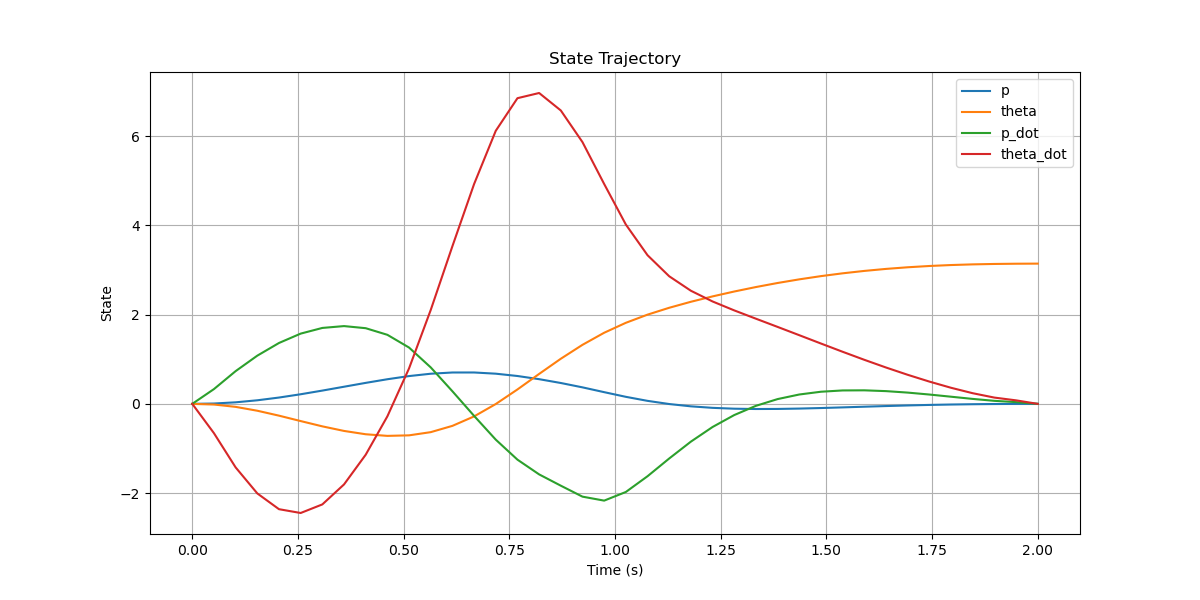 State Trajectory
p
theta
p_dot
theta_dot
6
4
2
0
−2
State
0.00 0.25 0.50 0.75 1.00 1.25 1.50 1.75 2.00
Time (s)